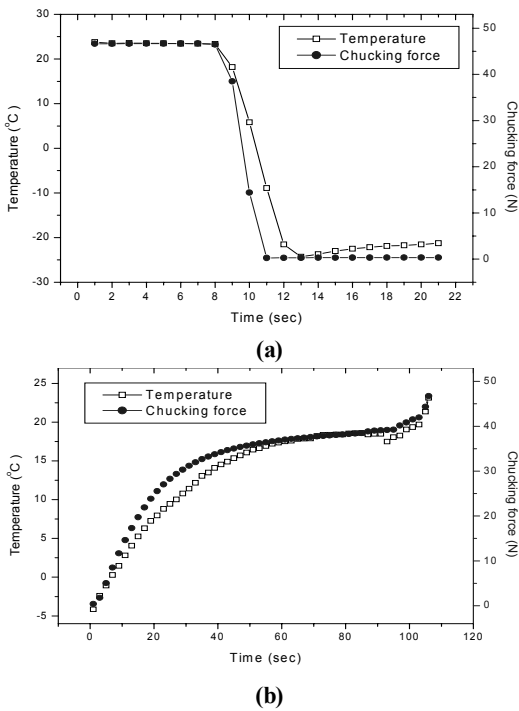 Temperature
Chucking force
Temperature (°C)
30
20
10
0
-10
-20
-30
50
40
30
20
10
0
Chucking force (N)
0 2 4 6 8 10 12 14 16 18 20 22
Time (sec)
(a)
Temperature
Chucking force
Temperature (°C)
25
20
15
10
5
0
-5
50
40
30
20
10
0
Chucking force (N)
0 20 40 60 80 100 120
Time (sec)
(b)